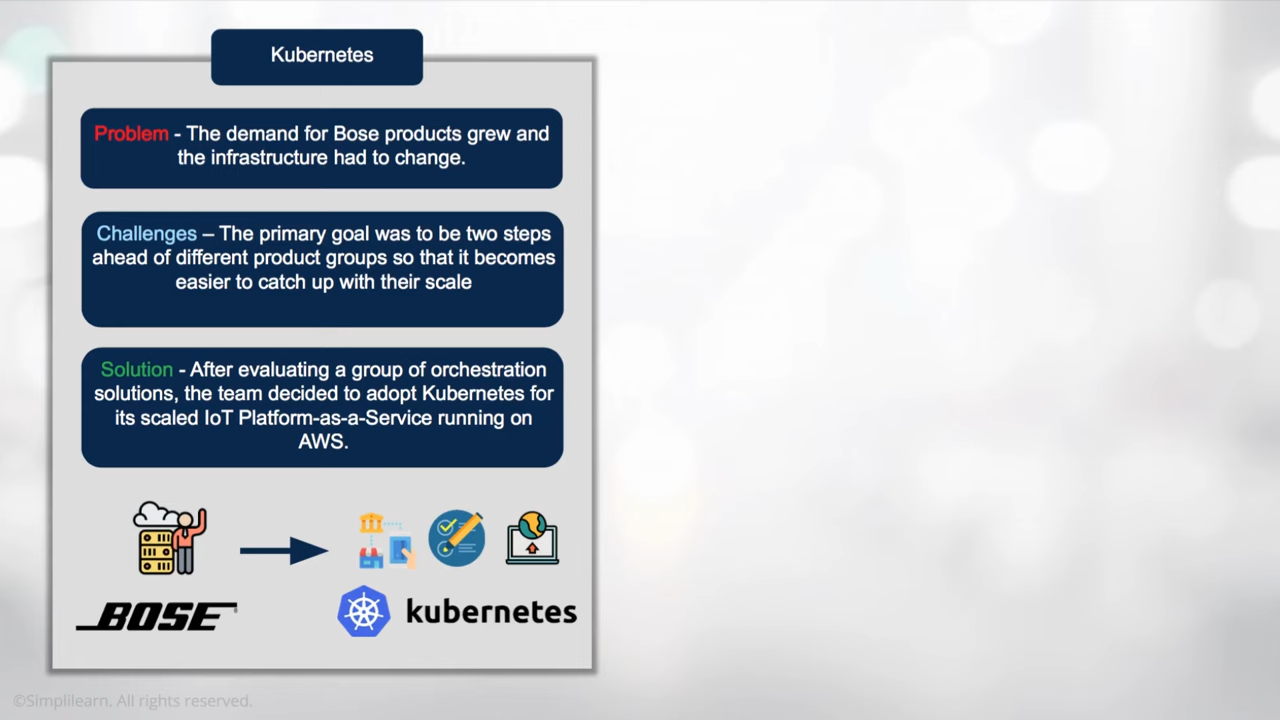 Kubernetes
Problem - The demand for Bose products grew and
the infrastructure had to change.
Challenges – The primary goal was to be two steps
ahead of different product groups so that it becomes
easier to catch up with their scale
Solution - After evaluating a group of orchestration
solutions, the team decided to adopt Kubernetes for
its scaled IoT Platform-as-a-Service running on
AWS.
BOSE
kubernetes
©Simplilearn. All rights reserved.